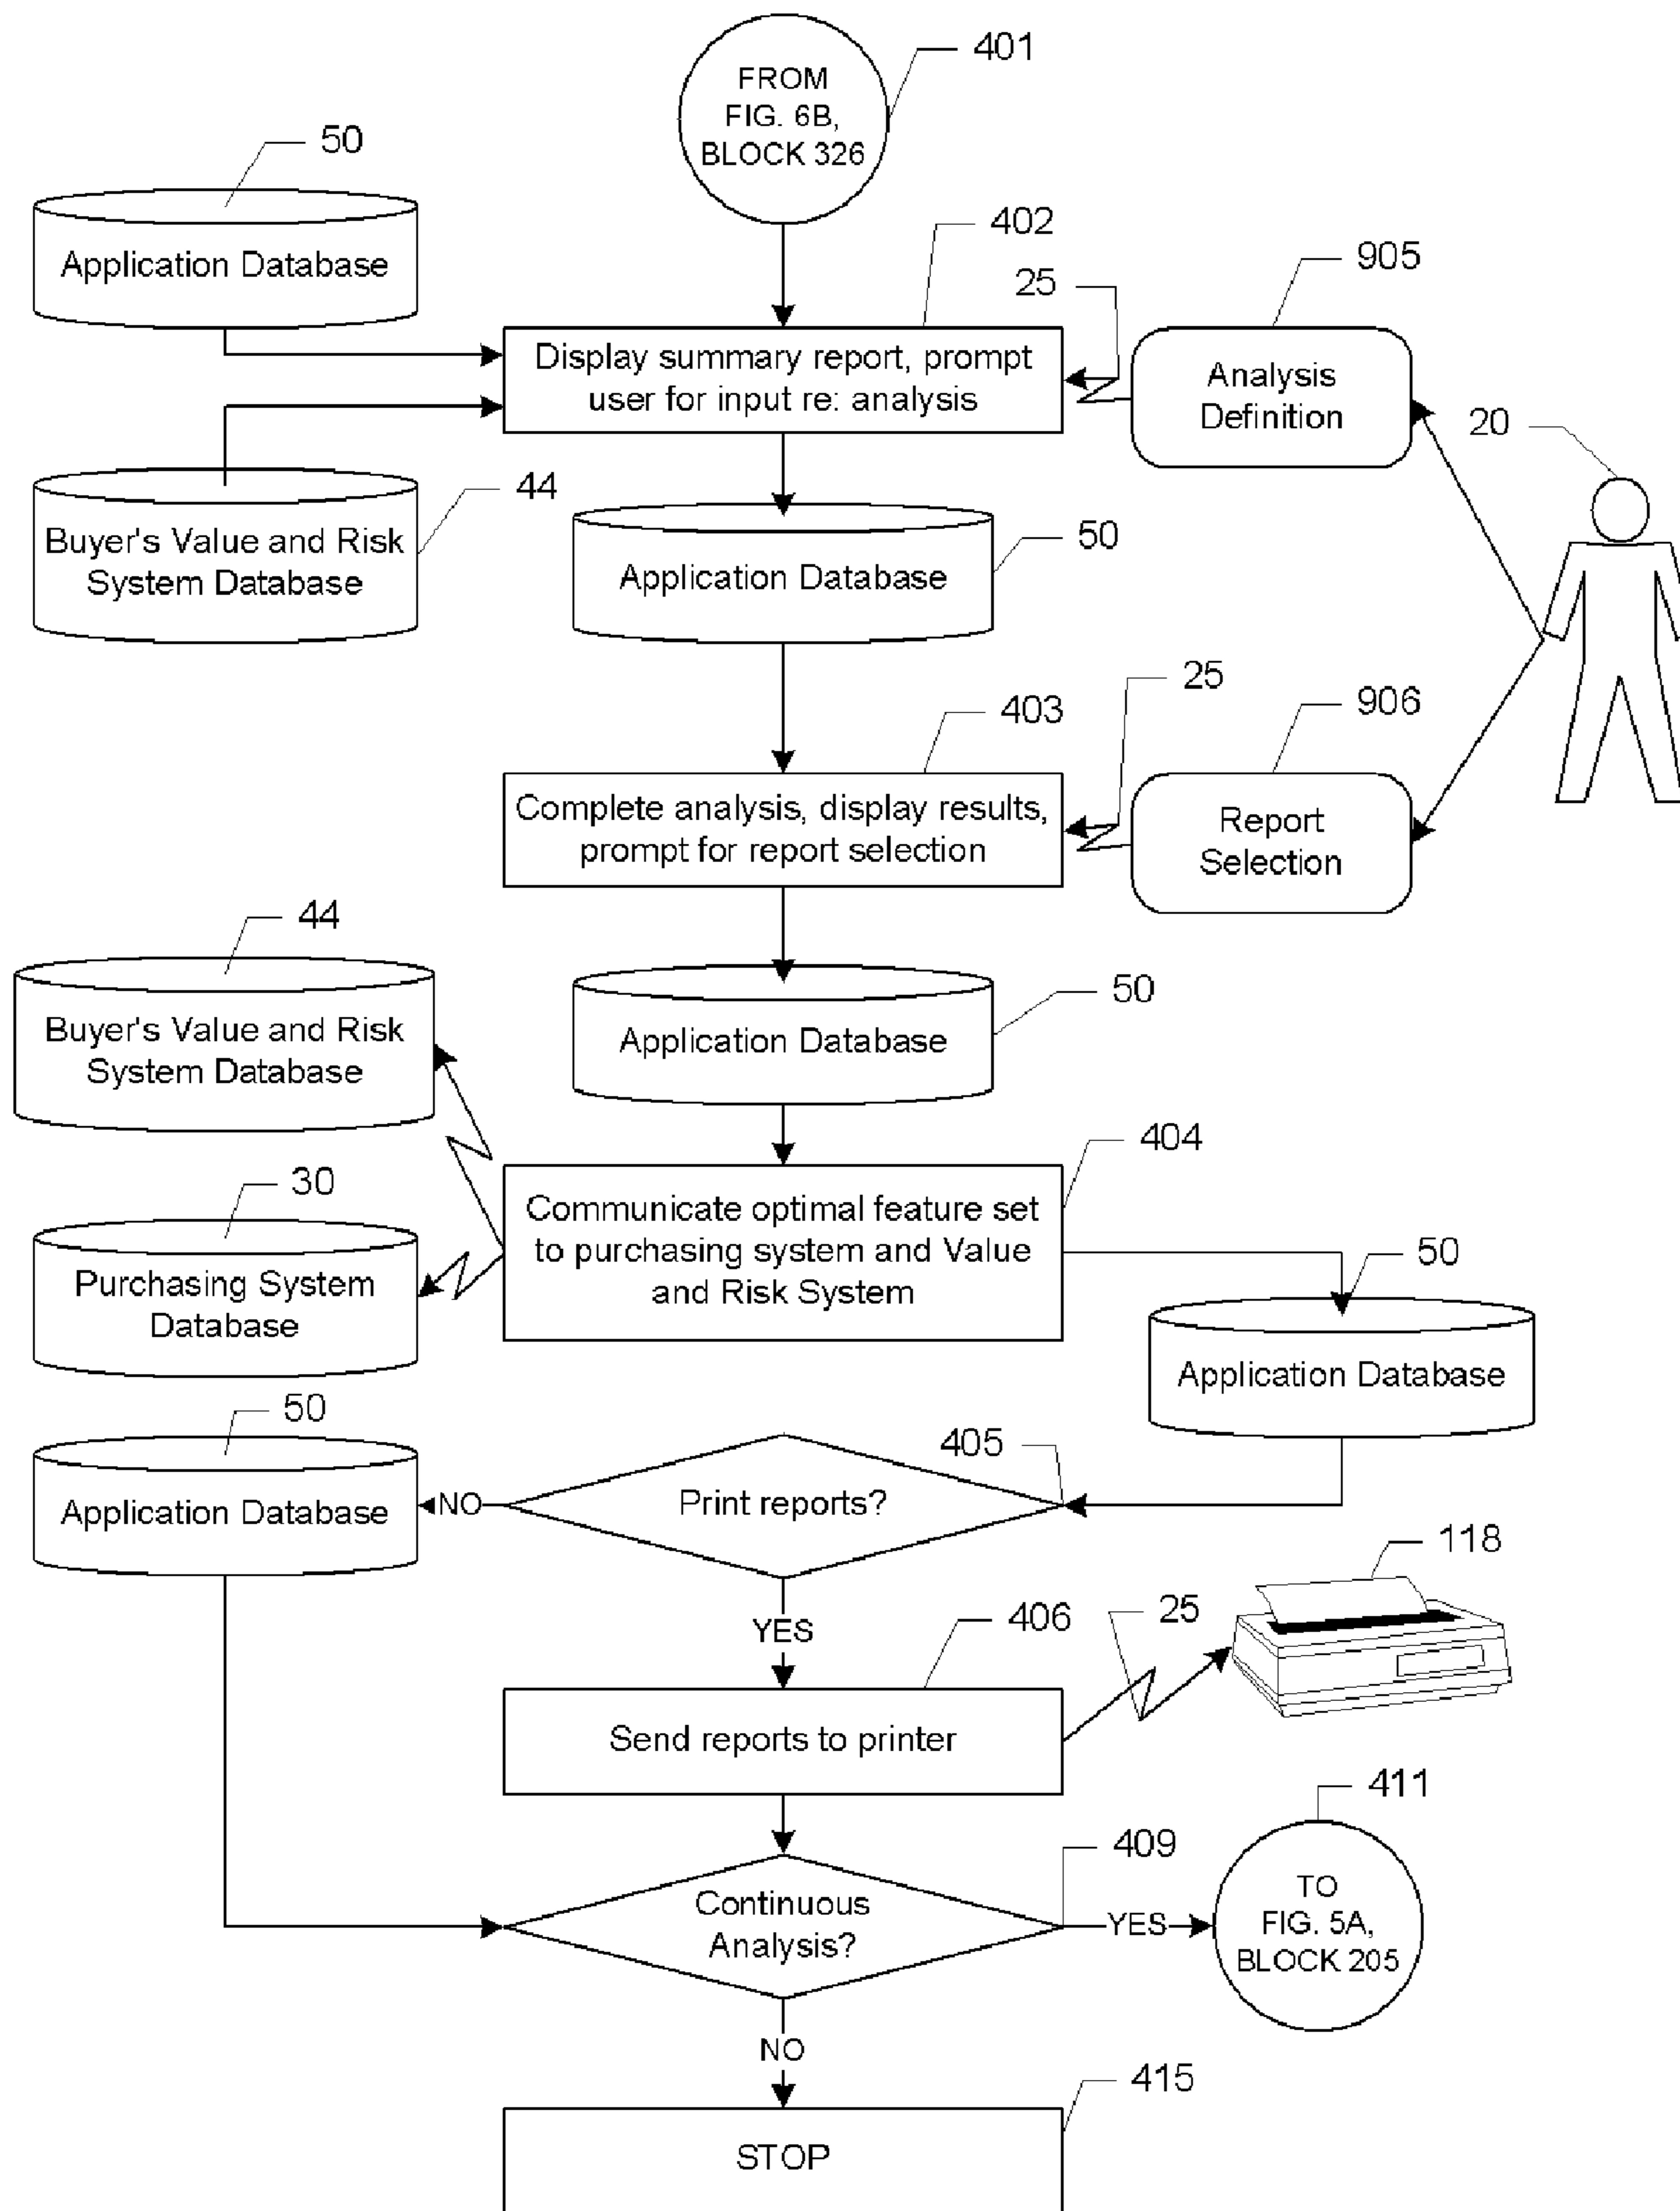 401
FROM
FIG. 6B,
BLOCK 326
50
Application Database
402
25
905
Display summary report, prompt
user for input re: analysis
Analysis
Definition
20
44
Buyer's Value and Risk
System Database
50
Application Database
403
25
906
Complete analysis, display results,
prompt for report selection
Report
Selection
44
Buyer's Value and Risk
System Database
50
Application Database
404
30
Communicate optimal feature set
to purchasing system and Value
and Risk System
Purchasing System
Database
50
Application Database
50
Application Database
405
NO
Print reports?
118
YES
406
25
Send reports to printer
411
409
Continuous
Analysis?
YES
TO
FIG. 5A,
BLOCK 205
NO
415
STOP